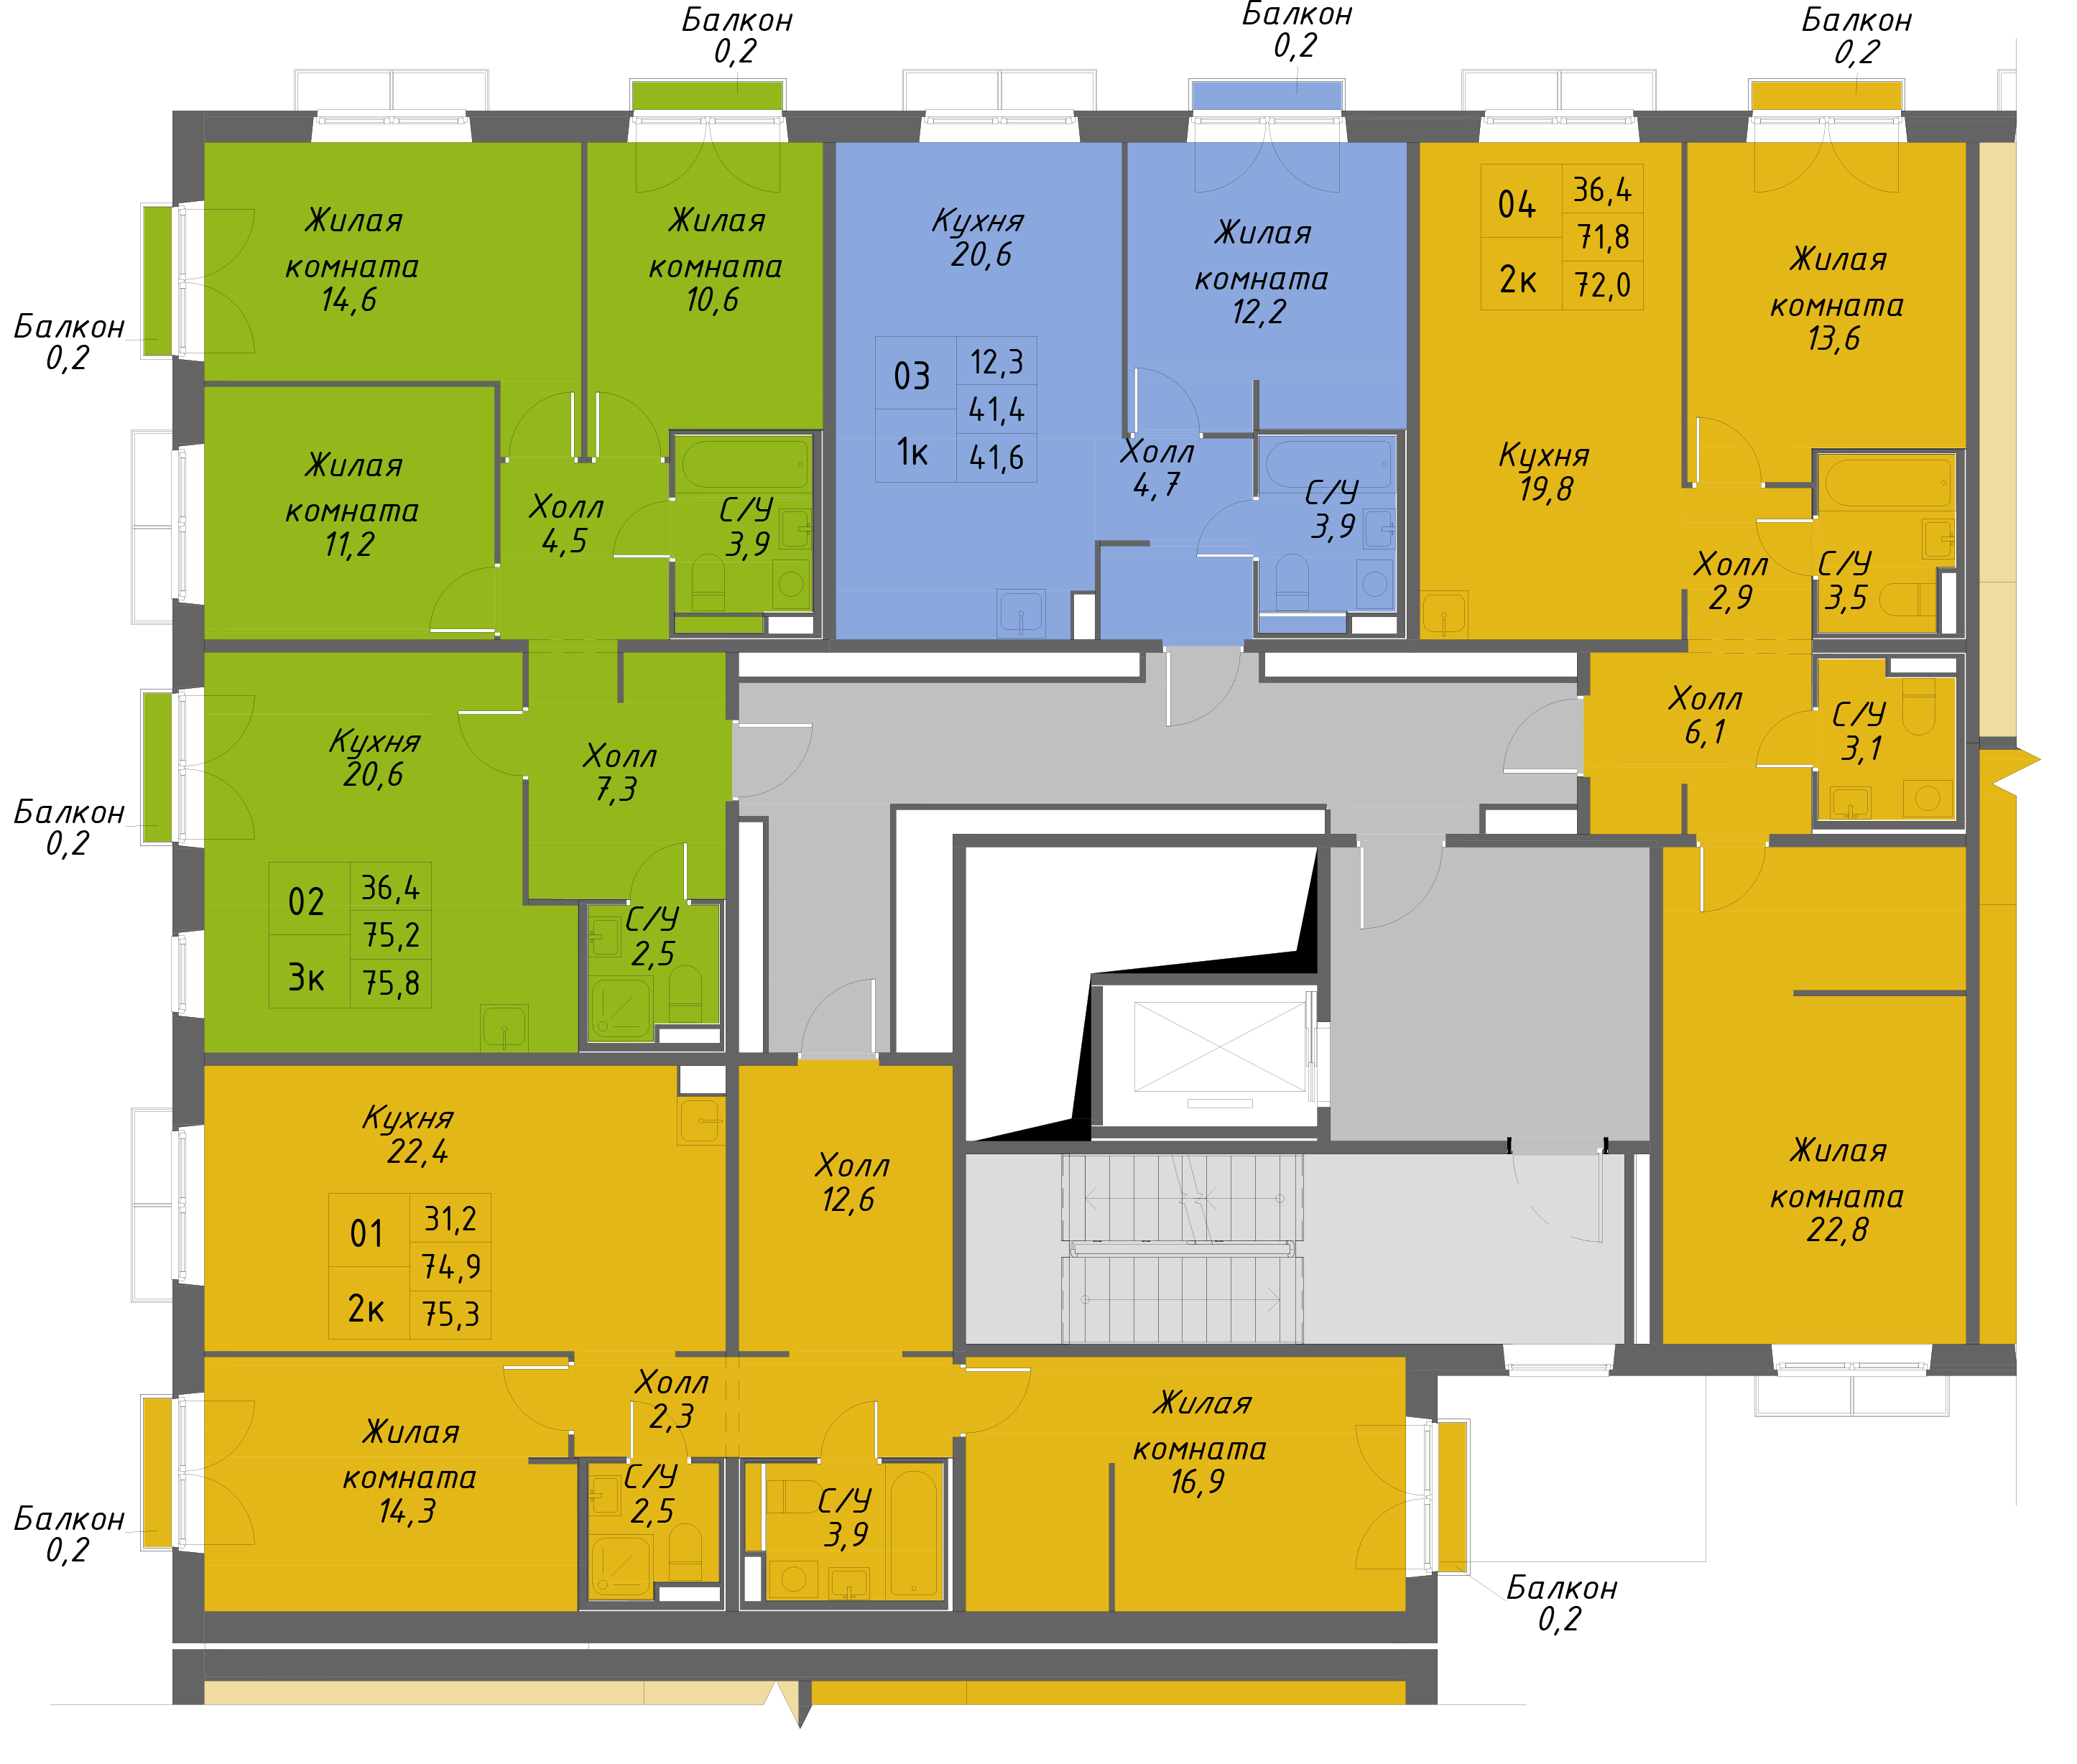 Балкон
0,2
Балкон
0,2
Балкон
0,2
Жилая
комната
14,6
Жилая
комната
10,6
Кухня
20,6
Жилая
комната
12,2
04
2к
36,4
71,8
72,0
Жилая
комната
13,6
Балкон
0,2
03
1к
12,3
41,4
41,6
Жилая
комната
11,2
Холл
4,5
С/У
3,9
Холл
4,7
С/У
3,9
Кухня
19,8
Холл
2,9
С/У
3,5
Кухня
20,6
Холл
7,3
Холл
6,1
С/У
3,1
Балкон
0,2
02
3к
36,4
75,2
75,8
С/У
2,5
Кухня
22,4
Холл
12,6
Жилая
комната
22,8
01
2к
31,2
74,9
75,3
Холл
2,3
Жилая
комната
14,3
С/У
2,5
С/У
3,9
Жилая
комната
16,9
Балкон
0,2
Балкон
0,2